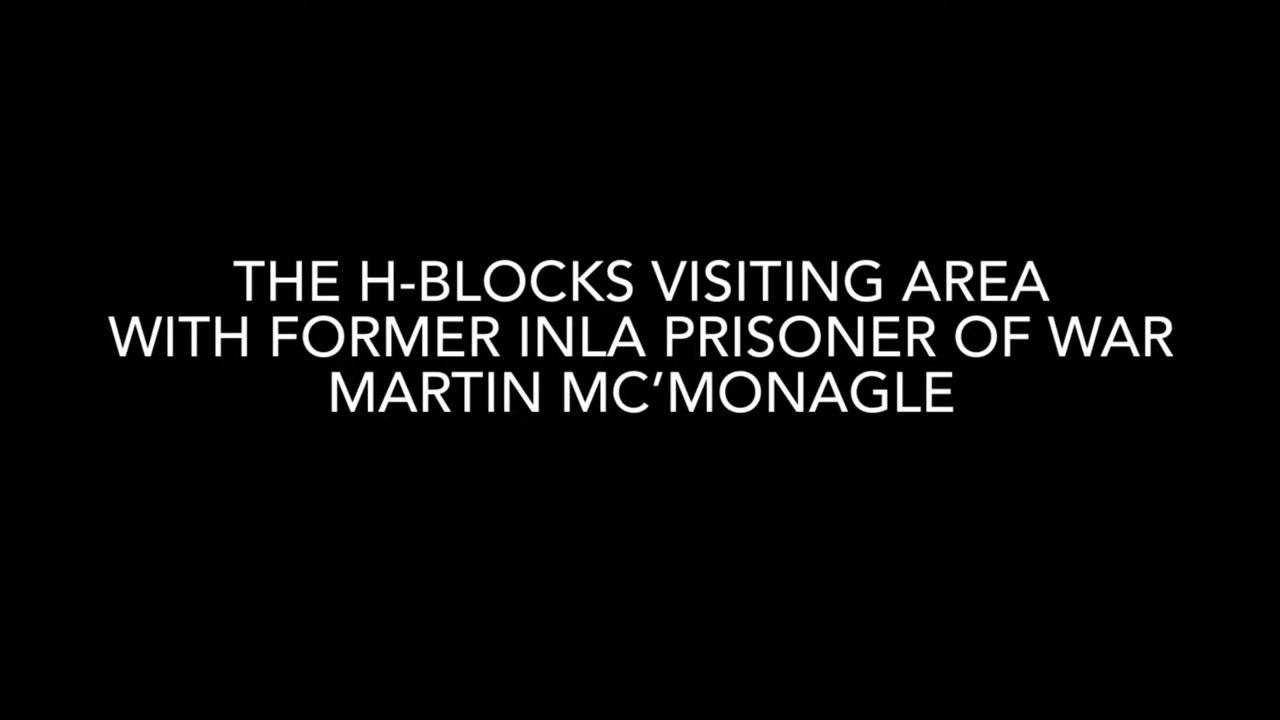 THE H-BLOCKS VISITING AREA
WITH FORMER INLA PRISONER OF WAR
MARTIN MC’MONAGLE